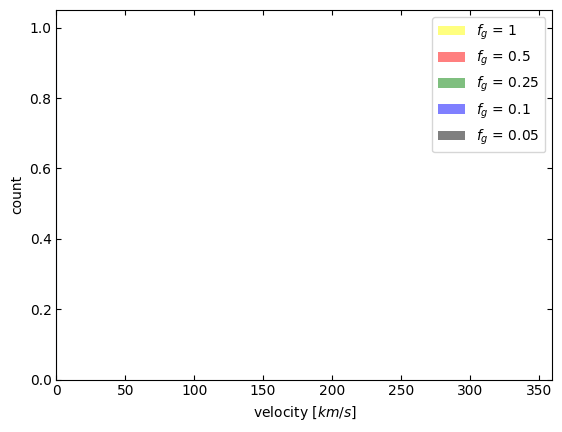 1.0
0.8
0.6
0.4
0.2
0.0
count
0 50 100 150 200 250 300 350
velocity [km/s]
f_g = 1
f_g = 0.5
f_g = 0.25
f_g = 0.1
f_g = 0.05